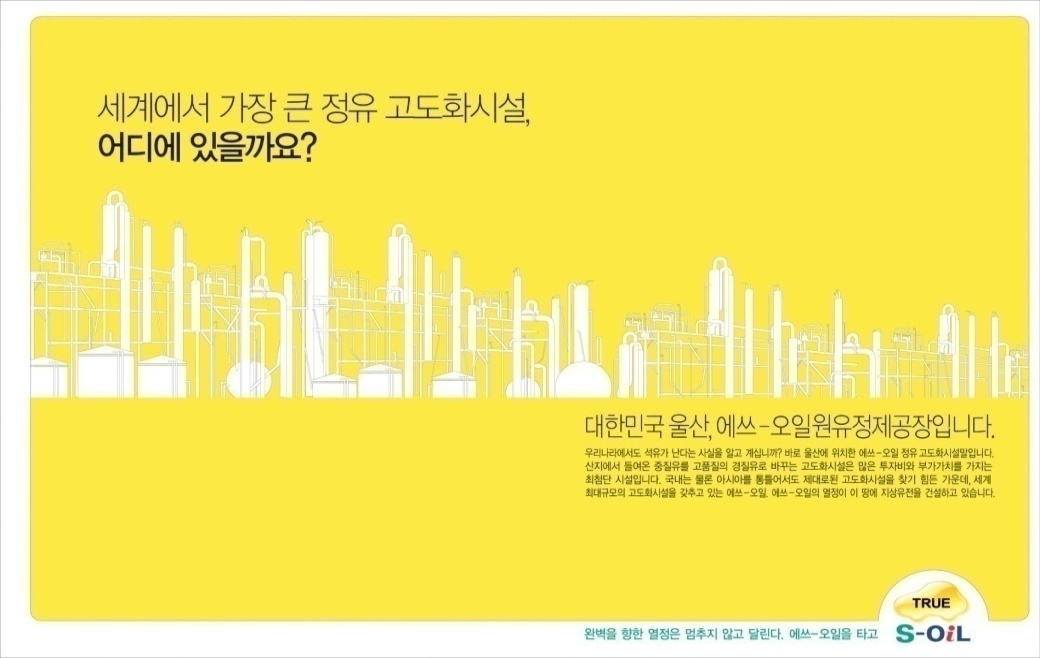 세계에서 가장 큰 정유 고도화시설,
어디에 있을까요?
대한민국 울산, 에쓰-오일원유정제공장입니다.
우리나라에서도 석유가 난다는 사실을 알고 계십니까? 바로 울산에 위치한 에쓰-오일 정유 고도화시설말입니다.
산지에서 들여온 중질유를 고품질의 경질유로 바꾸는 고도화시설은 많은 투자비와 부가가치를 가지는
최첨단 시설입니다. 국내는 물론 아시아를 통틀어서도 제대로된 고도화시설을 찾기 힘든 가운데, 세계
최대규모의 고도화시설을 갖추고 있는 에쓰-오일. 에쓰-오일의 열정이 이 땅에 지상유전을 건설하고 있습니다.
TRUE
완벽을 향한 열정은 멈추지 않고 달린다. 에쓰-오일을 타고
S-OiL